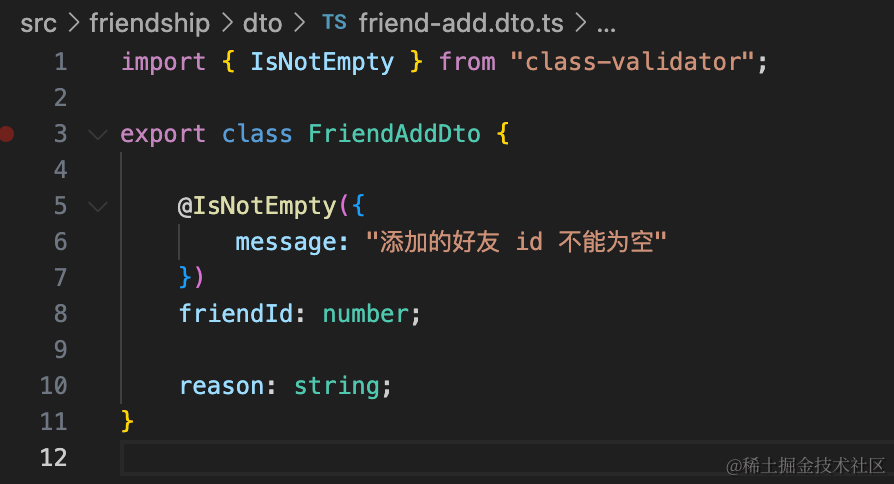 src > friendship > dto > TS friend-add.dto.ts > ...
1 import { IsNotEmpty } from "class-validator";
2
3 export class FriendAddDto {
4
5 @IsNotEmpty({
6 message: "添加的好友 id 不能为空"
7 })
8 friendId: number;
9
10 reason: string;
11 }
12
@稀土掘金技术社区